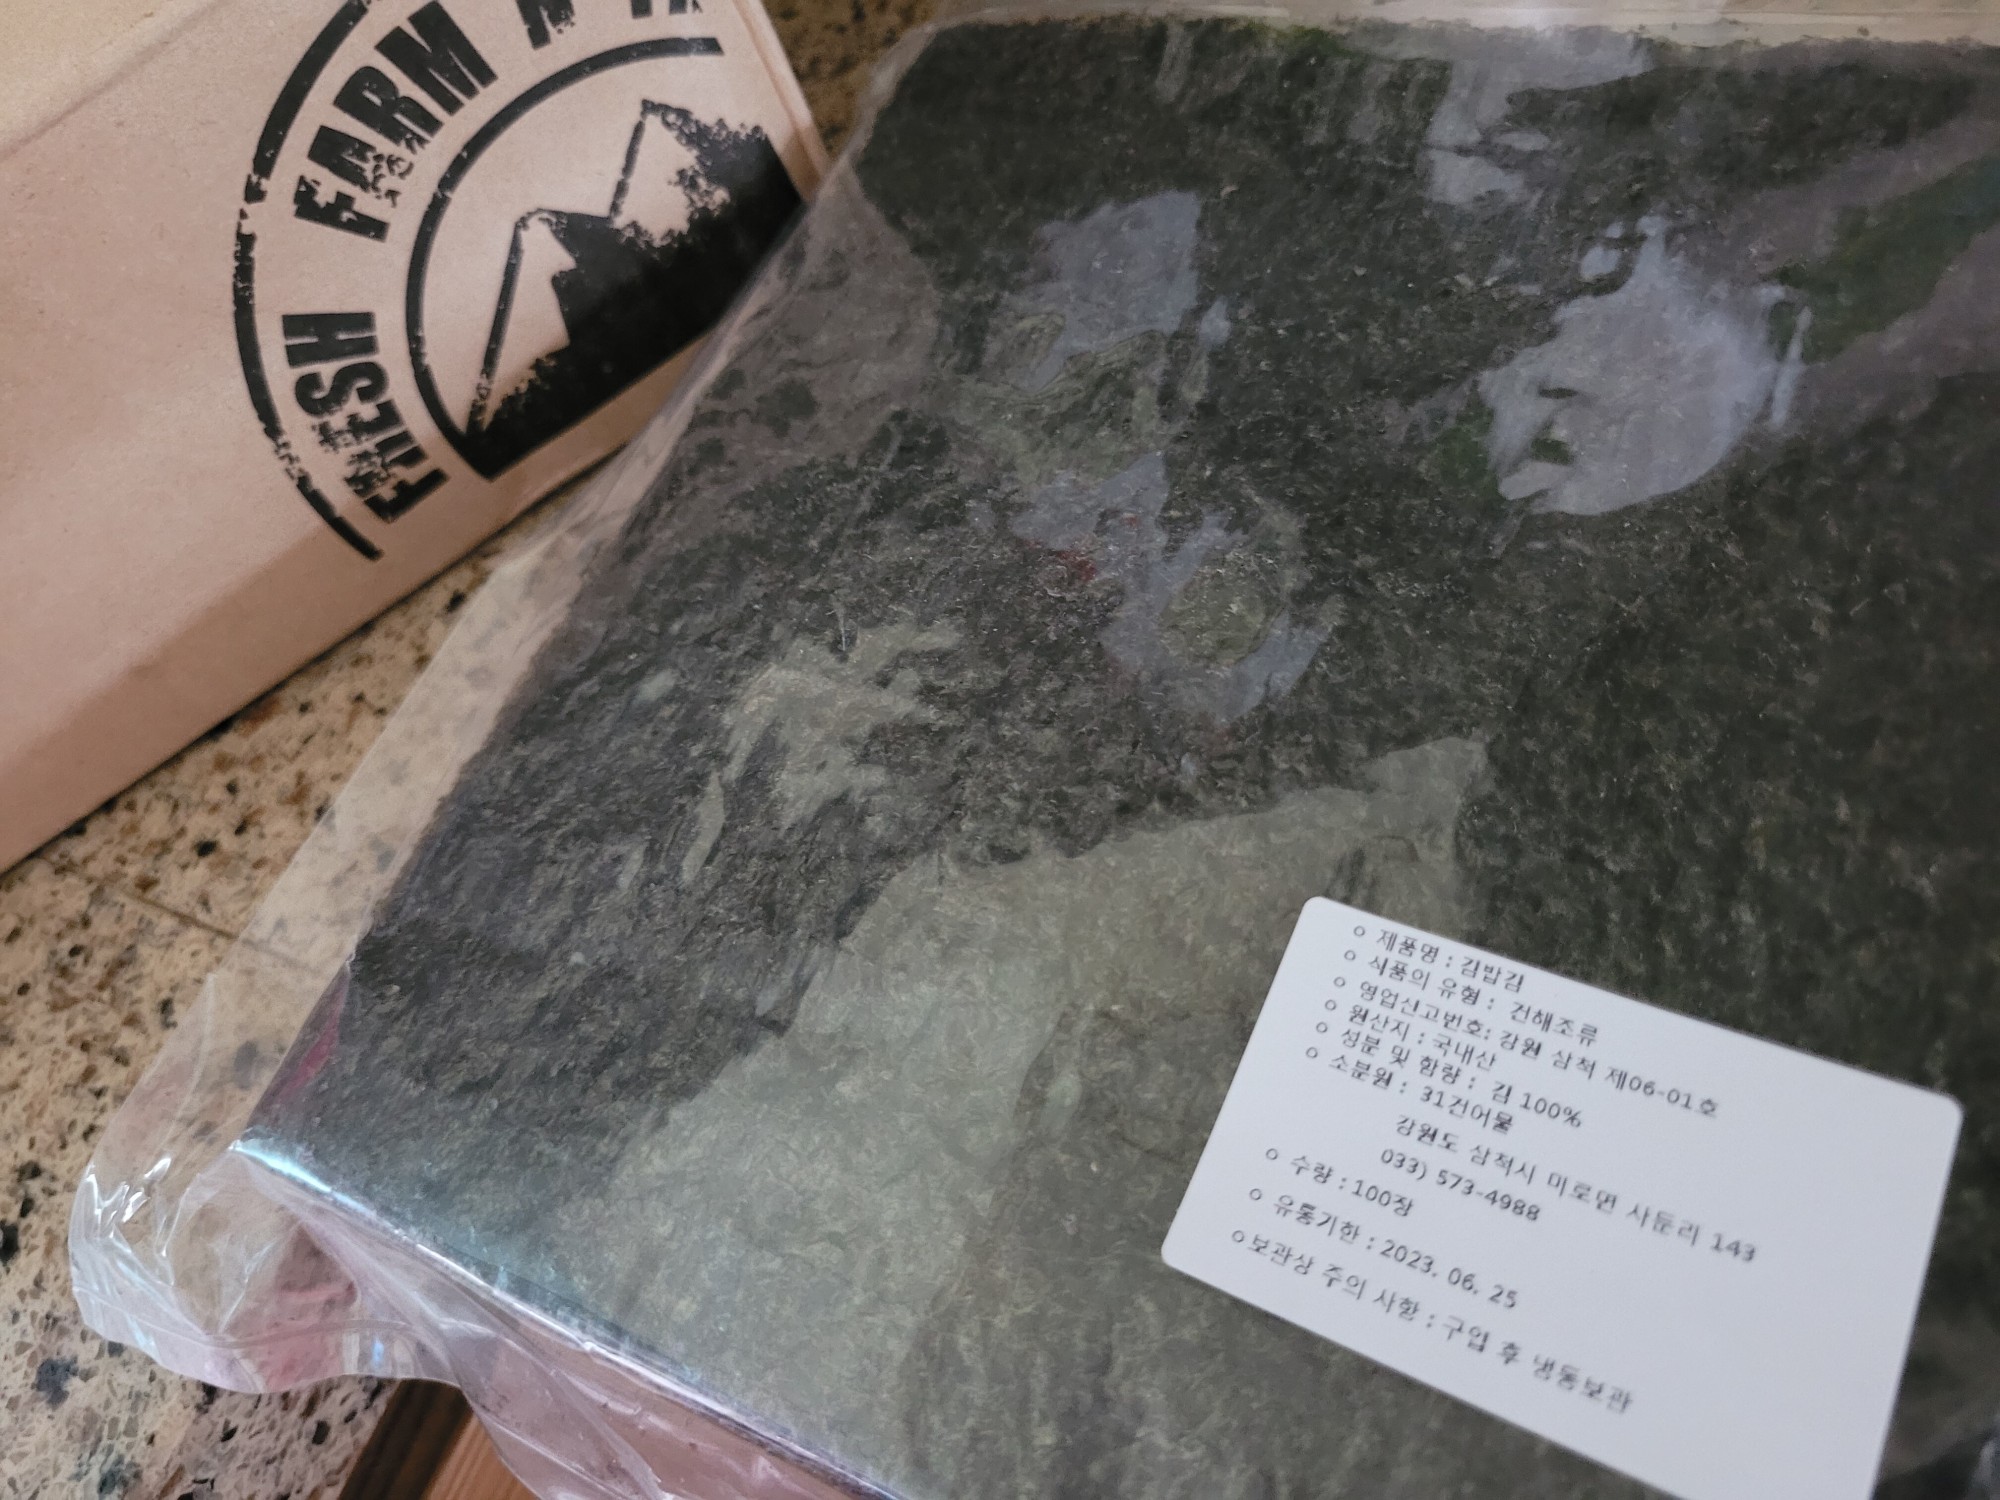 FRESH FARM
○ 제품명 : 김밥김
○ 식품의 유형 : 건해조류
○ 영업신고번호: 강원 삼척 제06-01호
○ 원산지 : 국내산
○ 성분 및 함량 : 김 100%
○ 소분원 : 31건어물
강원도 삼척시 미로면 사둔리 143
033) 573-4988
○ 수량 : 100장
○ 유통기한 : 2023. 06. 25
○보관상 주의 사항 : 구입 후 냉동보관